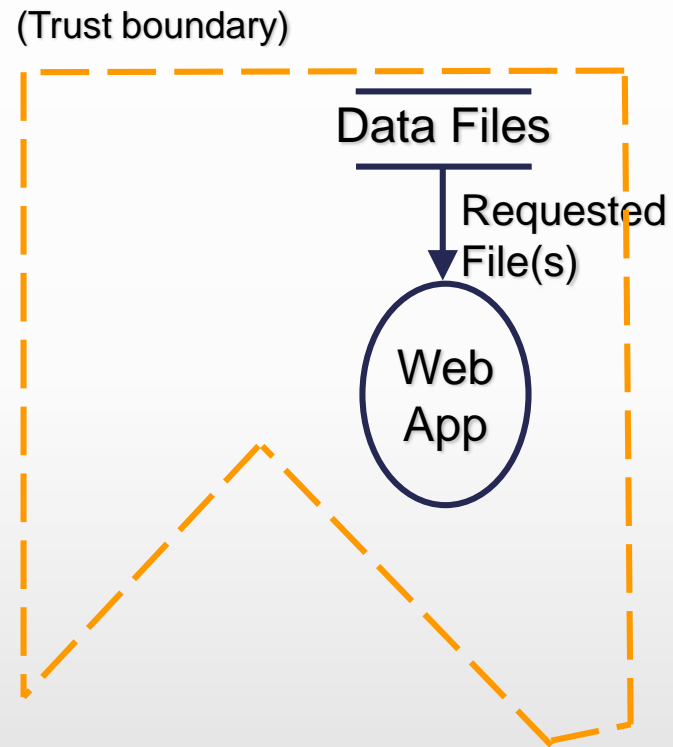 (Trust boundary)
Data Files
Requested
File(s)
Web
App